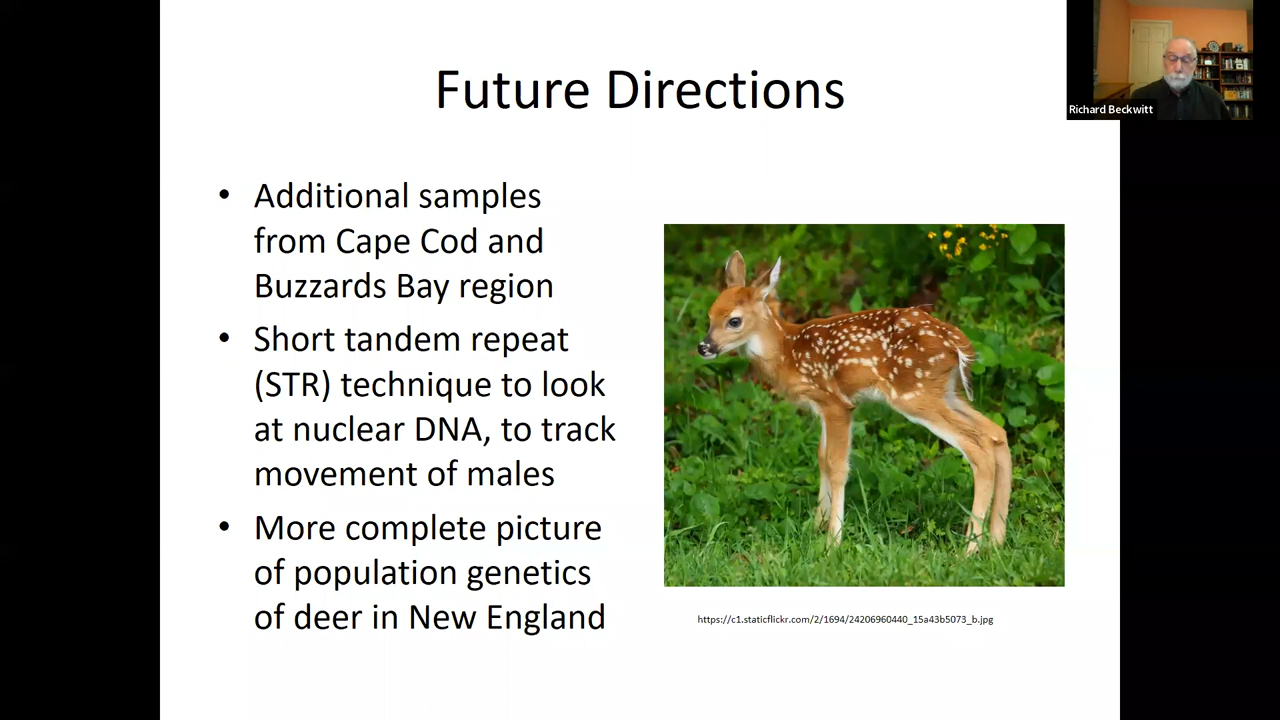 Future Directions
Richard Beckwitt
• Additional samples
from Cape Cod and
Buzzards Bay region
• Short tandem repeat
(STR) technique to look
at nuclear DNA, to track
movement of males
• More complete picture
of population genetics
of deer in New England
https://c1.staticflickr.com/2/1694/24206960440_15a43b5073_b.jpg